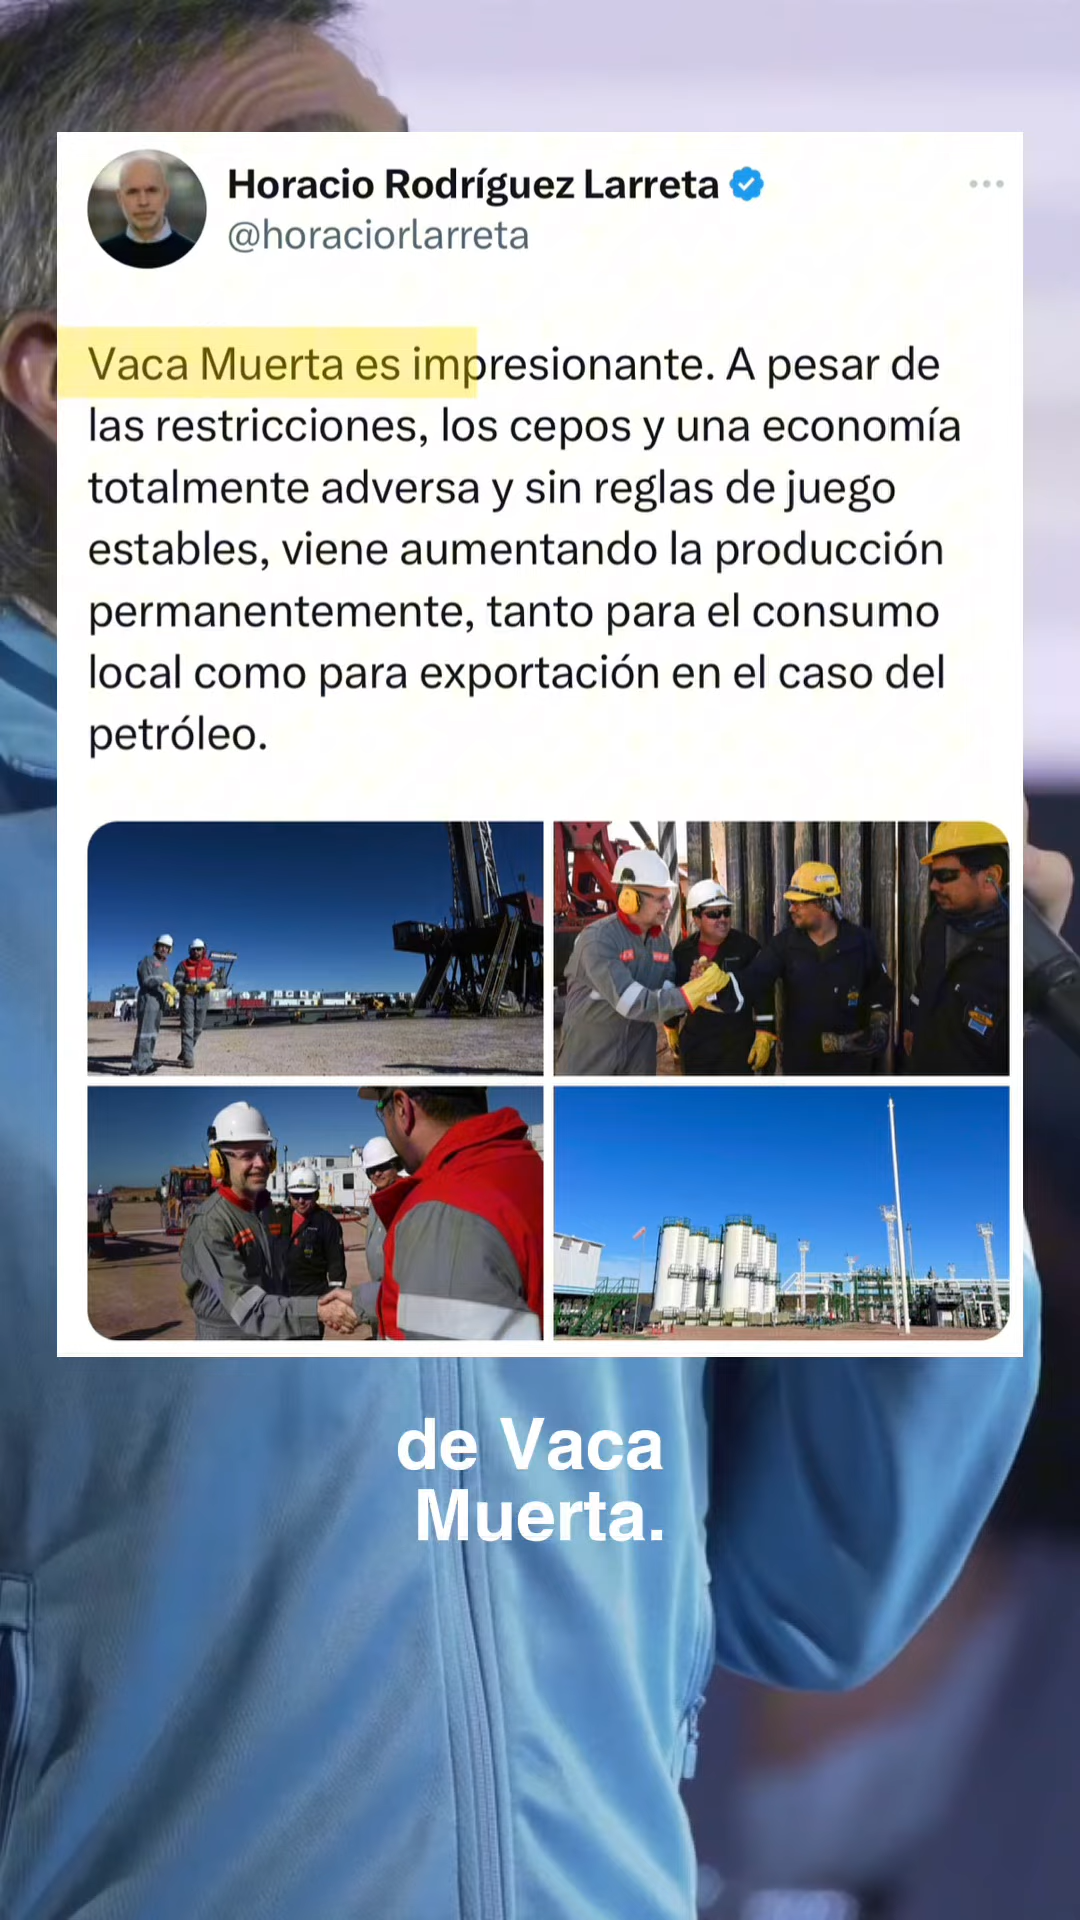 Horacio Rodríguez Larreta
@horaciorlarreta
Vaca Muerta es impresionante. A pesar de
las restricciones, los cepos y una economía
totalmente adversa y sin reglas de juego
estables, viene aumentando la producción
permanentemente, tanto para el consumo
local como para exportación en el caso del
petróleo.
de Vaca
Muerta.